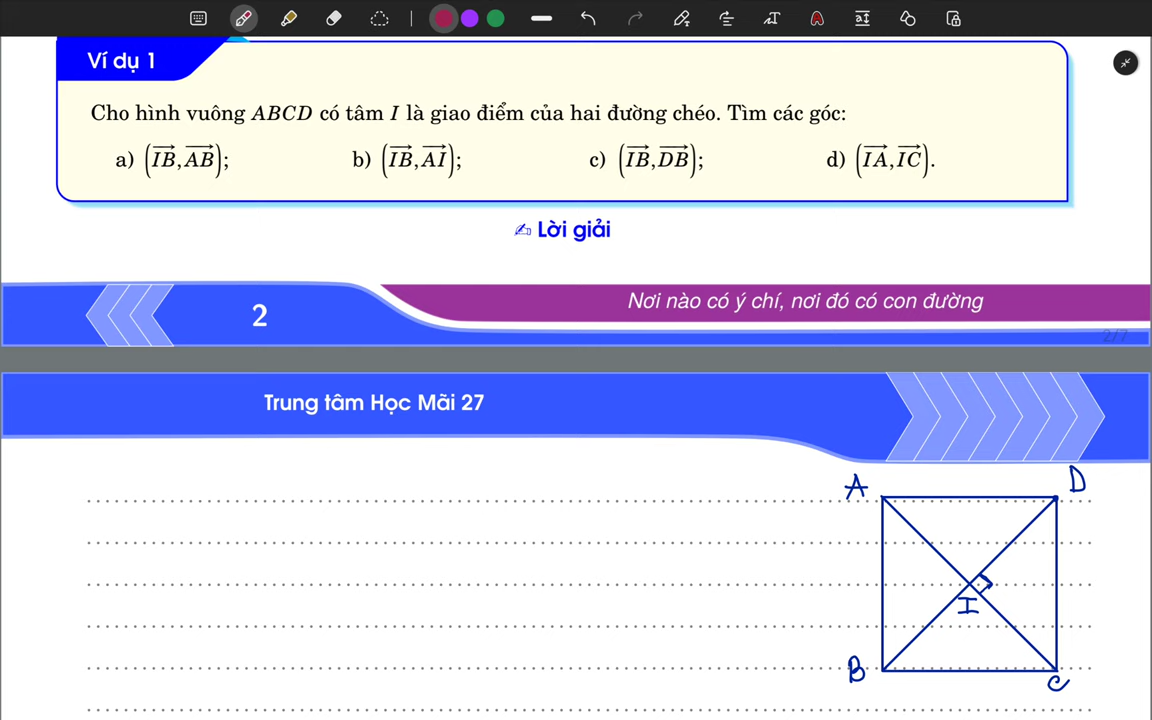 Ví dụ 1
Cho hình vuông ABCD có tâm I là giao điểm của hai đường chéo. Tìm các góc:
a) (IB→, AB→); b) (IB→, AI→); c) (IB→, DB→); d) (IA→, IC→).
✍ Lời giải
2
Nơi nào có ý chí, nơi đó có con đường
2/7
Trung tâm Học Mãi 27
A D
I
B C